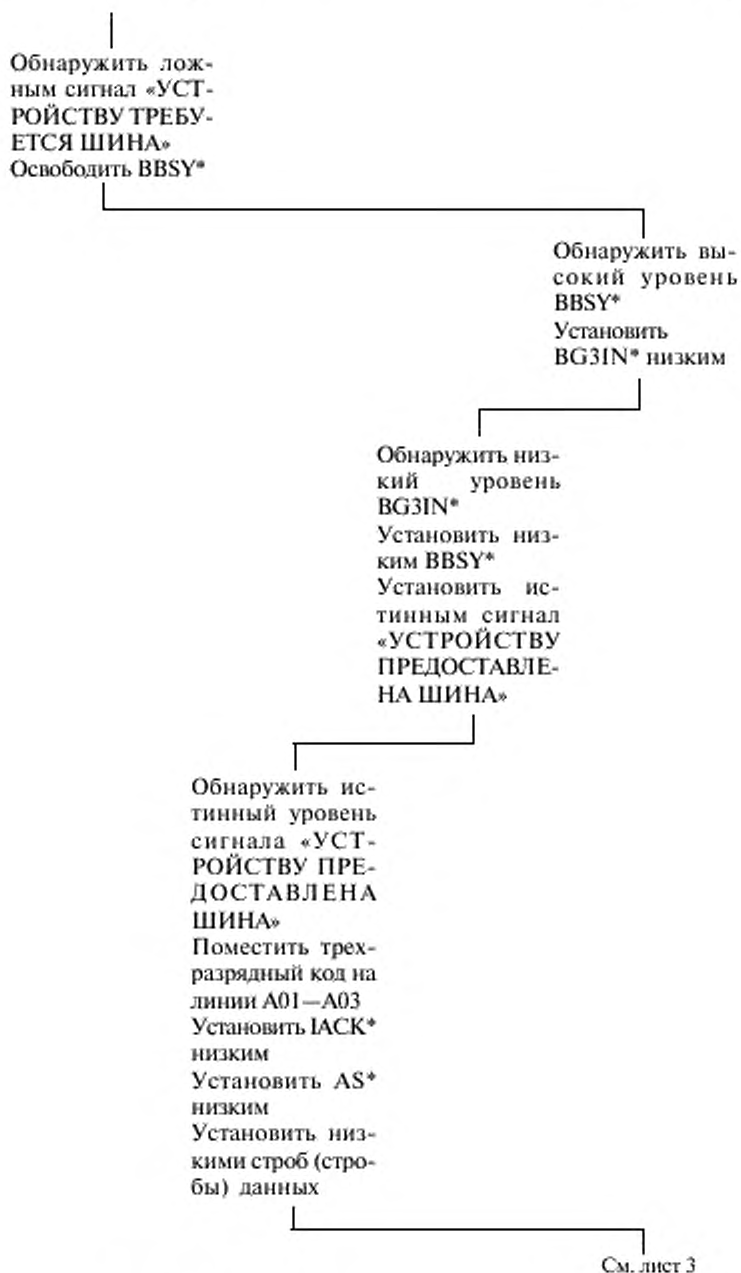 Обнаружить лож-
ным сигнал «УСТ-
РОЙСТВУ ТРЕБУ-
ЕТСЯ ШИНА»
Освободить BBSY*
Обнаружить вы-
сокий уровень
BBSY*
Установить
BG3IN* низким
Обнаружить низ-
кий уровень
BG3IN*
Установить низ-
ким BBSY*
Установить ис-
тинным сигнал
«УСТРОЙСТВУ
ПРЕДОСТАВЛЕ-
НА ШИНА»
Обнаружить ис-
тинный уровень
сигнала «УСТ-
РОЙСТВУ ПРЕ-
ДОСТАВЛЕНА
ШИНА»
Поместить трех-
разрядный код на
линии A01—A03
Установить IACK*
низким
Установить AS*
низким
Установить низ-
кими строб (стро-
бы) данных
См. лист 3